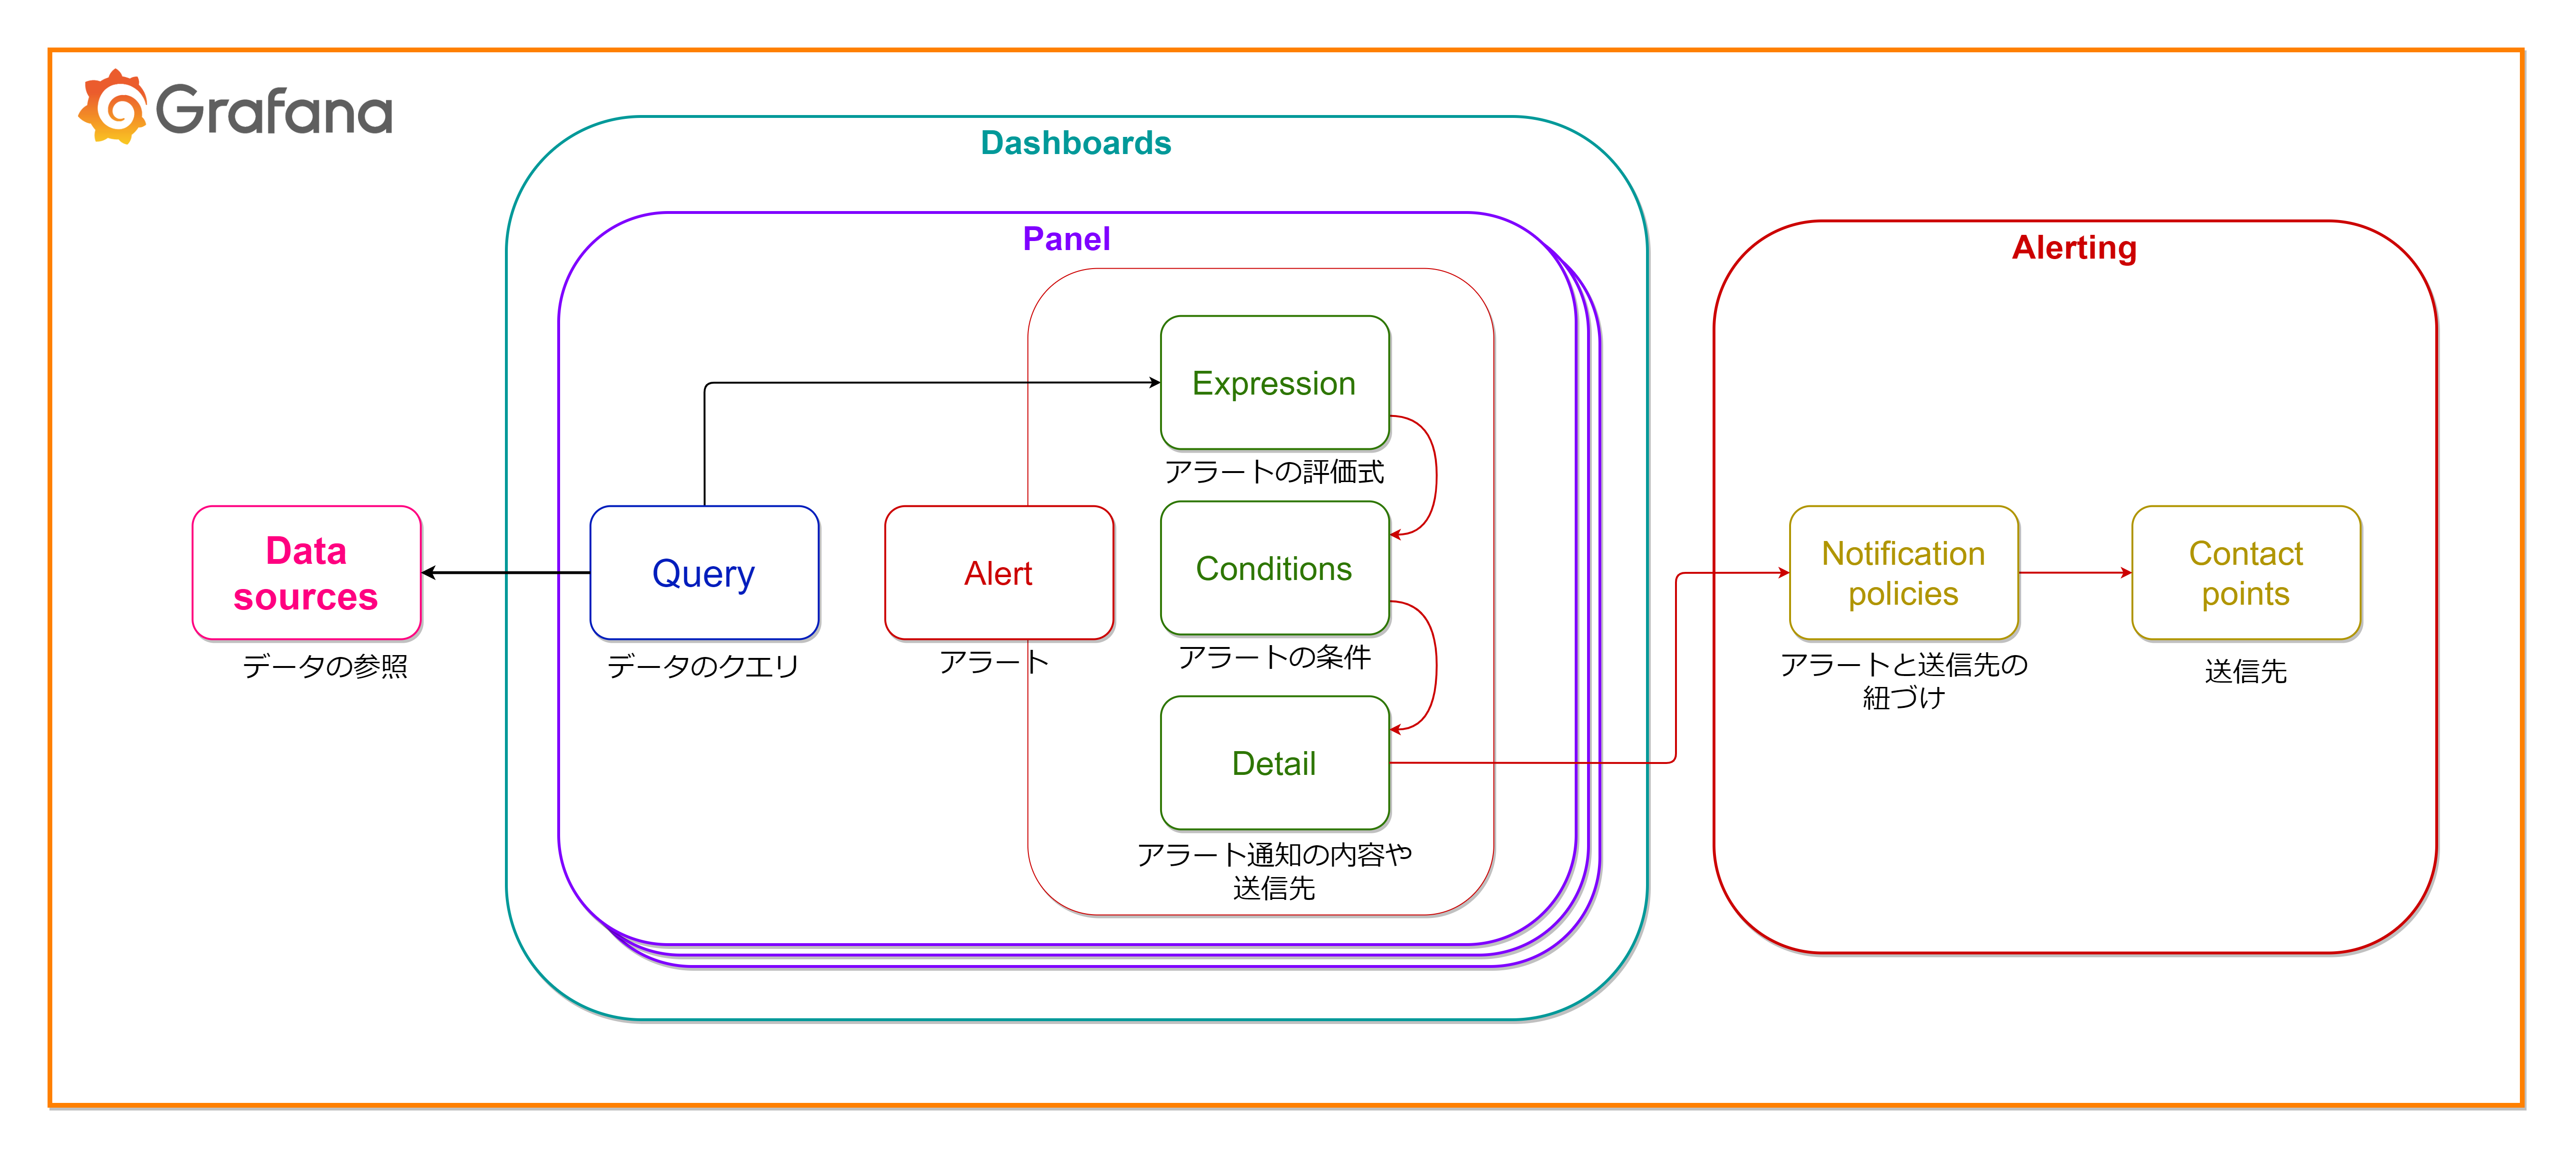 Grafana
Dashboards
Panel
Alerting
Expression
アラートの評価式
Data
sources
データの参照
Query
データのクエリ
Alert
アラート
Conditions
アラートの条件
Detail
アラート通知の内容や
送信先
Notification
policies
アラートと送信先の
紐づけ
Contact
points
送信先